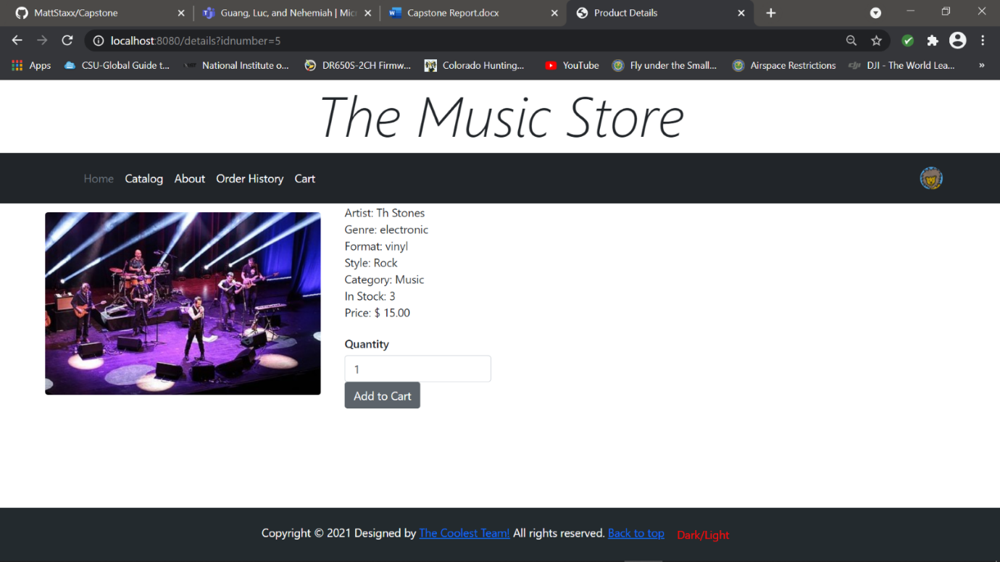 MattStaxx/Capstone
Guang, Luc, and Nehemiah | Mic
Capstone Report.docx
Product Details
localhost:8080/details?idnumber=5
Apps
CSU-Global Guide t...
National Institute o...
DR650S-2CH Firmw...
Colorado Hunting...
YouTube
Fly under the Small...
Airspace Restrictions
DJI - The World Lea...
»
The Music Store
Home Catalog About Order History Cart
Artist: Th Stones
Genre: electronic
Format: vinyl
Style: Rock
Category: Music
In Stock: 3
Price: $ 15.00
Quantity
1
Add to Cart
Copyright © 2021 Designed by The Coolest Team! All rights reserved. Back to top Dark/Light